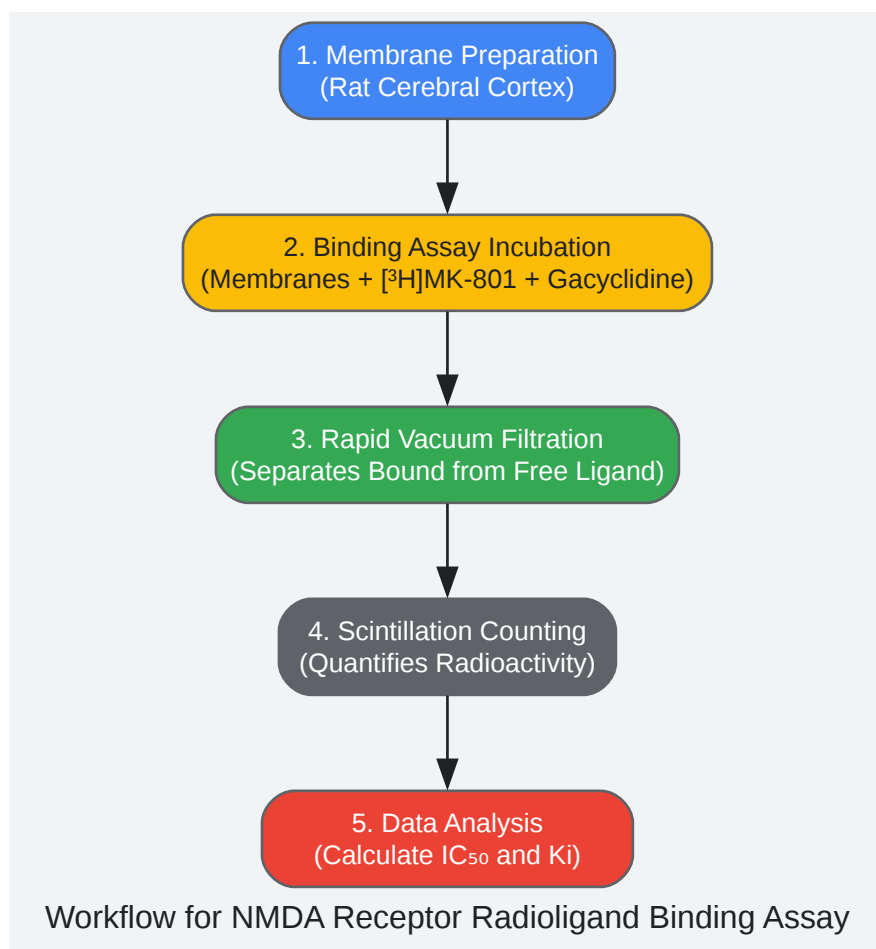 1. Membrane Preparation
(Rat Cerebral Cortex)
2. Binding Assay Incubation
(Membranes + [³H]MK-801 + Gacyclidine)
3. Rapid Vacuum Filtration
(Separates Bound from Free Ligand)
4. Scintillation Counting
(Quantifies Radioactivity)
5. Data Analysis
(Calculate IC₅₀ and Ki)
Workflow for NMDA Receptor Radioligand Binding Assay